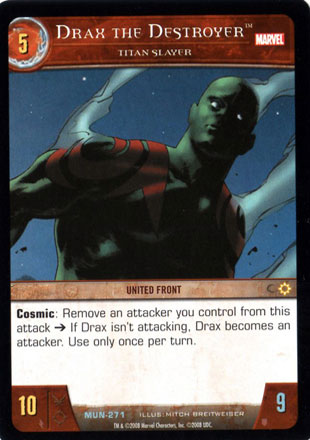 5
DRAX THE DESTROYER™
MARVEL
TITAN SLAYER
UNITED FRONT
Cosmic: Remove an attacker you control from this
attack ➔ If Drax isn't attacking, Drax becomes an
attacker. Use only once per turn.
10
MUN-271 ILLUS: MITCH BREITWEISER
9
TM & ©2008 Marvel Characters, Inc. ©2008 UDC.